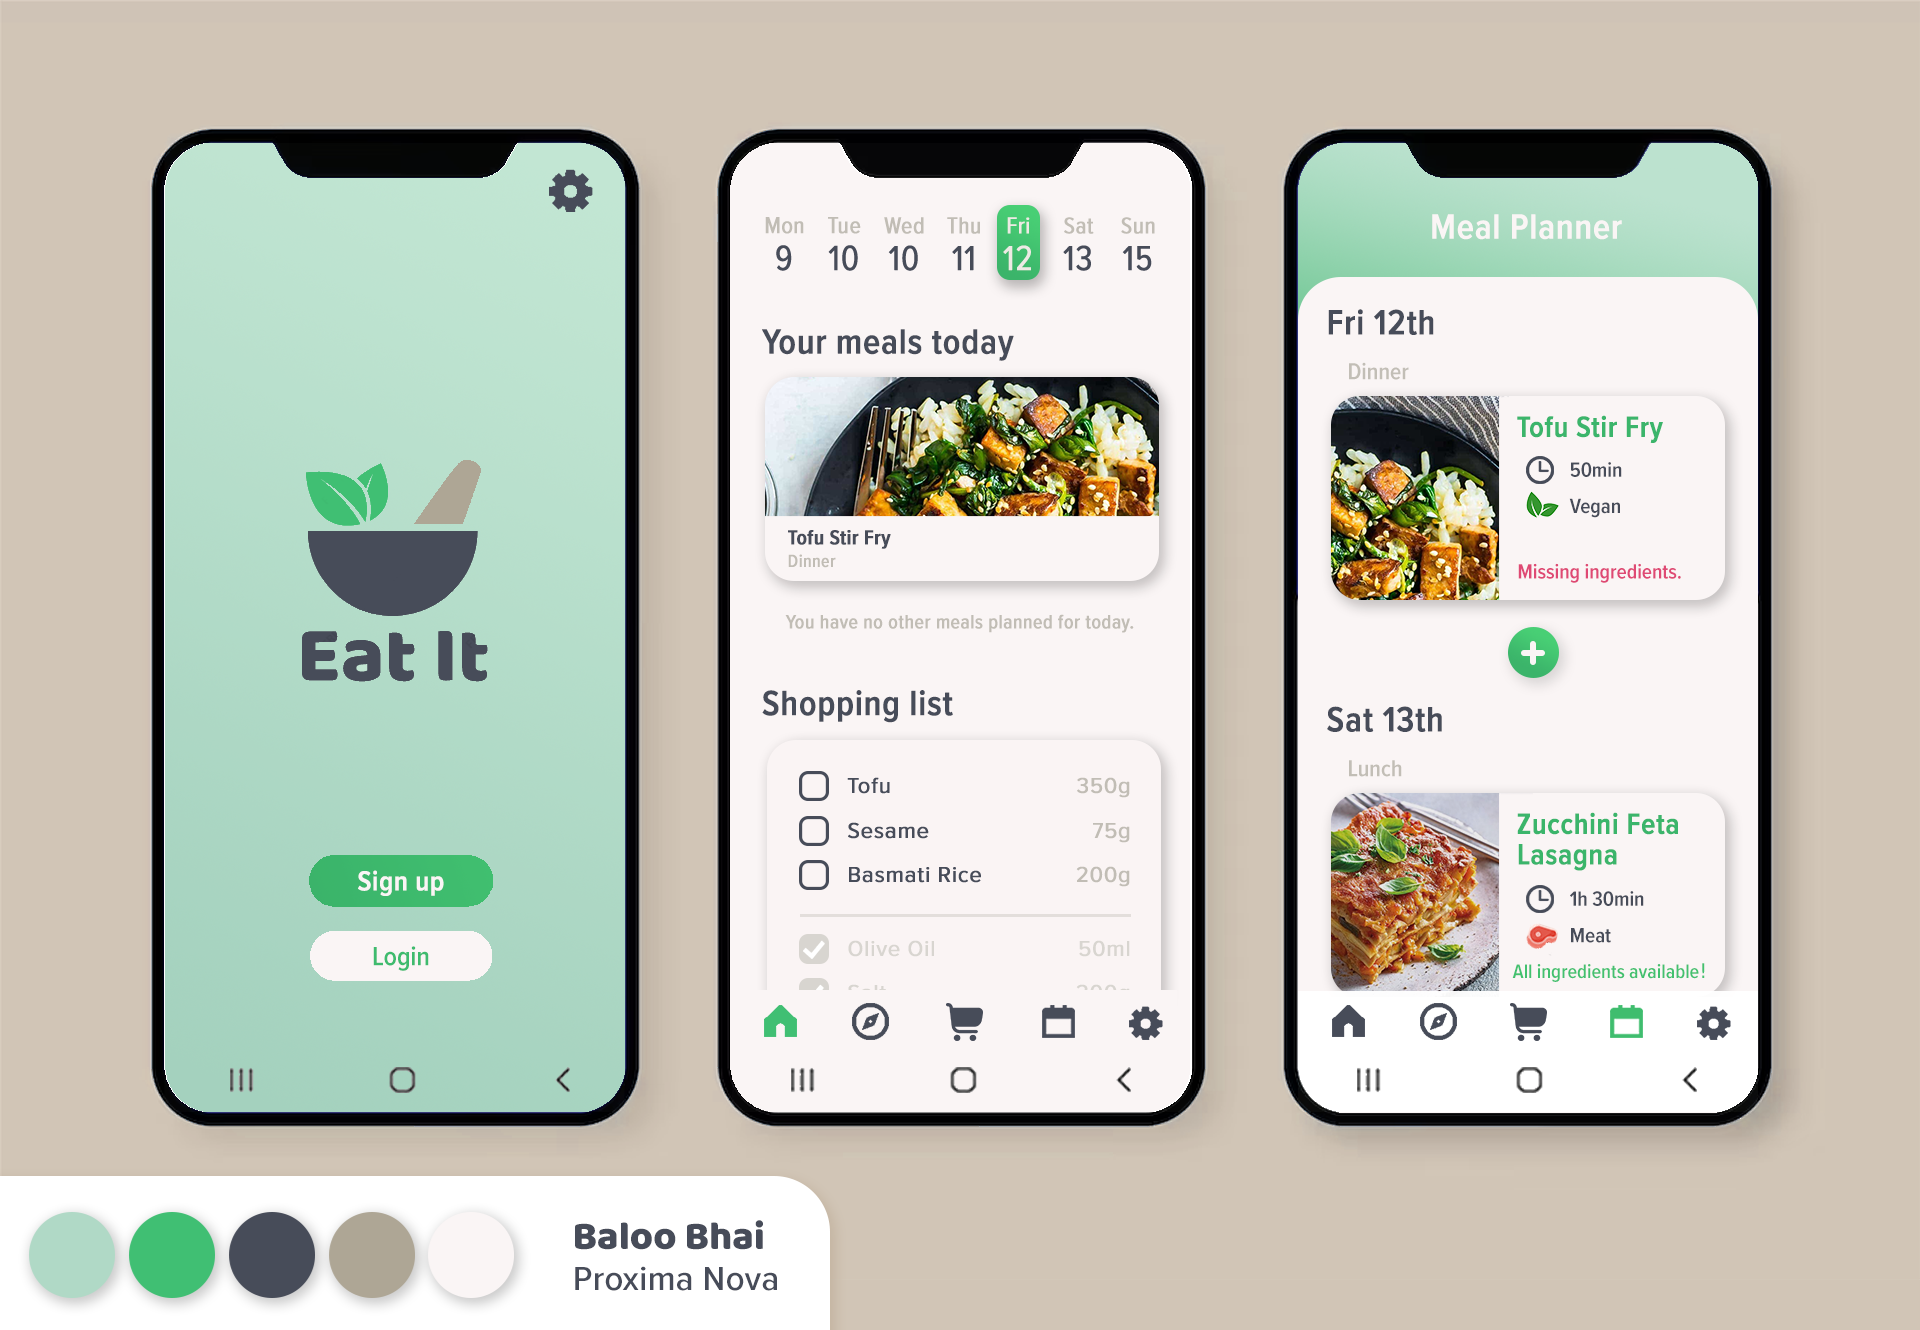 Eat It
Sign up
Login
Mon Tue Wed Thu Fri Sat Sun
9 10 10 11 12 13 15
Your meals today
Tofu Stir Fry
Dinner
You have no other meals planned for today.
Shopping list
Tofu 350g
Sesame 75g
Basmati Rice 200g
Olive Oil 50ml
Meal Planner
Fri 12th
Dinner
Tofu Stir Fry
50min
Vegan
Missing ingredients.
Sat 13th
Lunch
Zucchini Feta
Lasagna
1h 30min
Meat
All ingredients available!
Baloo Bhai
Proxima Nova